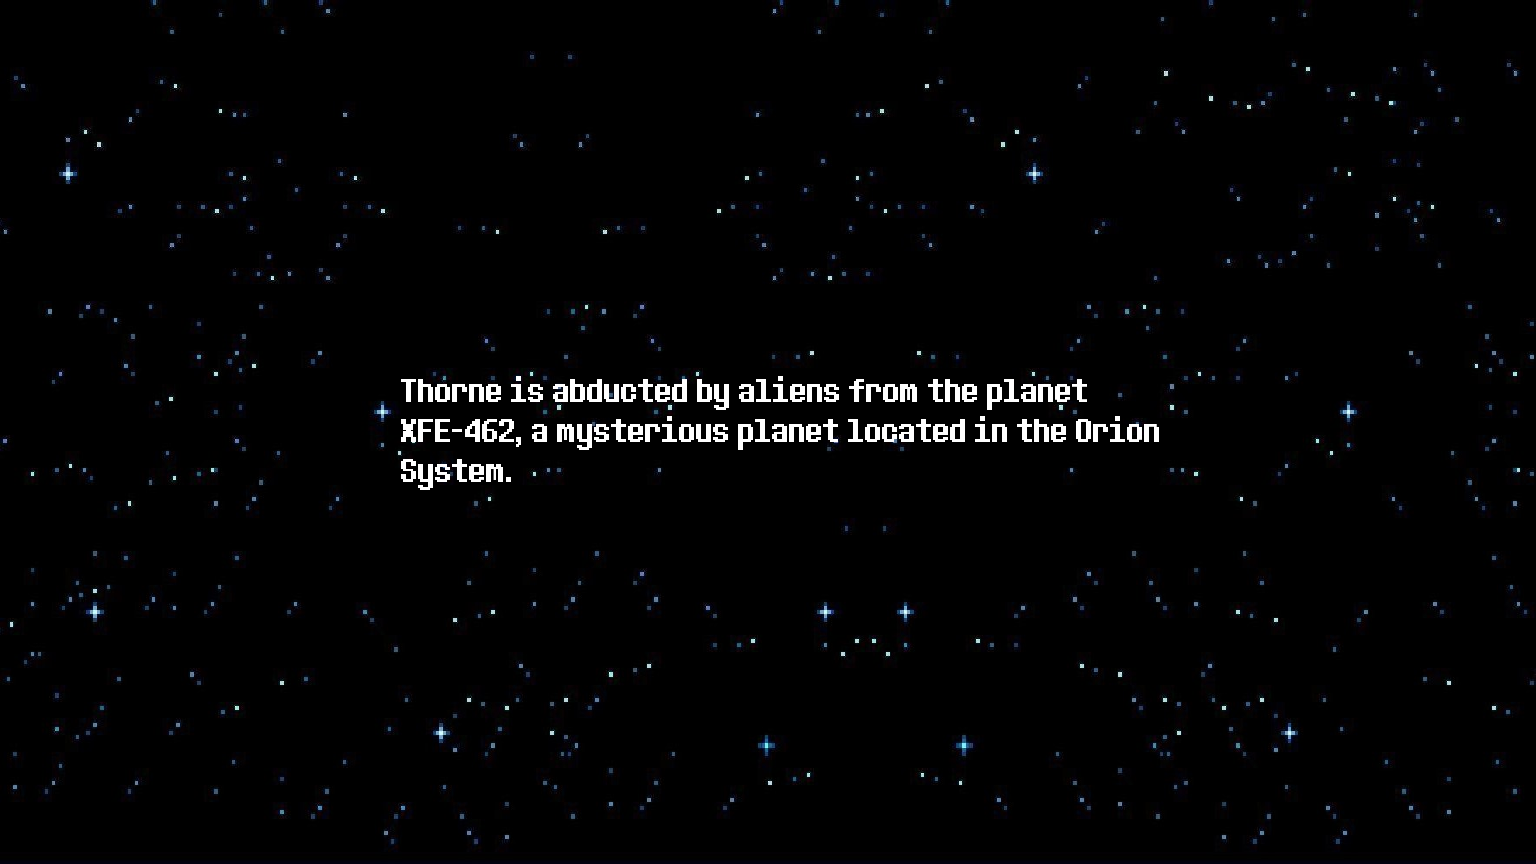 Thorne is abducted by aliens from the planet
XFE-462, a mysterious planet located in the Orion
System.